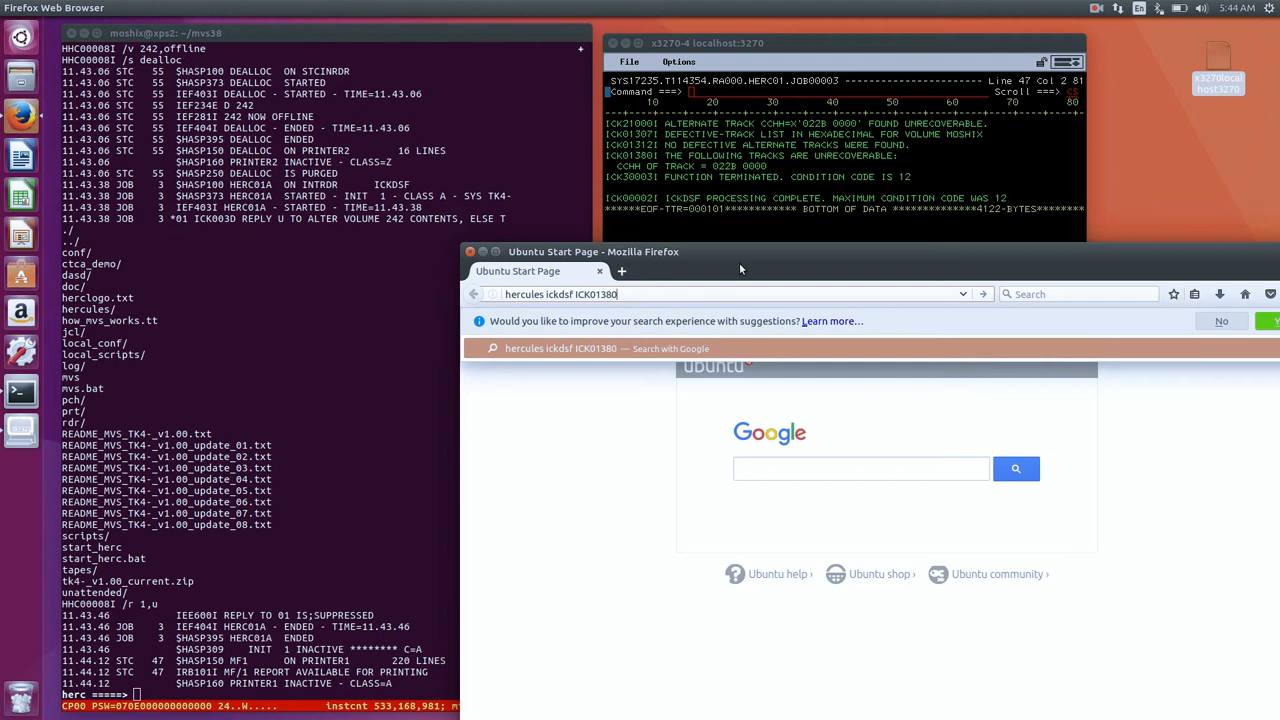 Firefox Web Browser
En
5:44 AM
moshix@xps2: ~/mvs38
HHC00008I /v 242,offline +
HHC00008I /s dealloc
11.43.06 STC 55 $HASP100 DEALLOC ON STCINRDR
11.43.06 STC 55 $HASP373 DEALLOC STARTED
11.43.06 STC 55 IEF403I DEALLOC - STARTED - TIME=11.43.06
11.43.06 STC 55 IEF234E D 242
11.43.06 STC 55 IEF281I 242 NOW OFFLINE
11.43.06 STC 55 IEF404I DEALLOC - ENDED - TIME=11.43.06
11.43.06 STC 55 $HASP395 DEALLOC ENDED
11.43.06 STC 55 $HASP150 DEALLOC ON PRINTER2 16 LINES
11.43.06 $HASP160 PRINTER2 INACTIVE - CLASS=Z
11.43.06 STC 55 $HASP250 DEALLOC IS PURGED
11.43.38 JOB 3 $HASP100 HERC01A ON INTRDR ICKDSF
11.43.38 JOB 3 $HASP373 HERC01A STARTED - INIT 1 - CLASS A - SYS TK4-
11.43.38 JOB 3 IEF403I HERC01A - STARTED - TIME=11.43.38
11.43.38 JOB 3 *01 ICK003D REPLY U TO ALTER VOLUME 242 CONTENTS, ELSE T
./
../
conf/
ctca_demo/
dasd/
doc/
herclogo.txt
hercules/
how_mvs_works.tt
jcl/
local_conf/
local_scripts/
log/
mvs
mvs.bat
pch/
prt/
rdr/
README_MVS_TK4-_v1.00.txt
README_MVS_TK4-_v1.00_update_01.txt
README_MVS_TK4-_v1.00_update_02.txt
README_MVS_TK4-_v1.00_update_03.txt
README_MVS_TK4-_v1.00_update_04.txt
README_MVS_TK4-_v1.00_update_05.txt
README_MVS_TK4-_v1.00_update_06.txt
README_MVS_TK4-_v1.00_update_07.txt
README_MVS_TK4-_v1.00_update_08.txt
scripts/
start_herc
start_herc.bat
tapes/
tk4-_v1.00_current.zip
unattended/
HHC00008I /r 1,u
11.43.46 IEE600I REPLY TO 01 IS;SUPPRESSED
11.43.46 JOB 3 IEF404I HERC01A - ENDED - TIME=11.43.46
11.43.46 JOB 3 $HASP395 HERC01A ENDED
11.43.46 $HASP309 INIT 1 INACTIVE ******** C=A
11.44.12 STC 47 $HASP150 MF1 ON PRINTER1 220 LINES
11.44.12 STC 47 IRB101I MF/1 REPORT AVAILABLE FOR PRINTING
11.44.12 $HASP160 PRINTER1 INACTIVE - CLASS=A
herc =====>
CP00 PSW=070E000000000000 24..W..... instcnt 533,168,981; m
x3270-4 localhost:3270
File Options
SYS17235.T114354.RA000.HERC01.JOB00003 ----------------------- Line 47 Col 2 81
Command ===> Scroll ===> CS
10 20 30 40 50 60 70 80
ICK21000I ALTERNATE TRACK CCHH=X'022B 0000' FOUND UNRECOVERABLE.
ICK01307I DEFECTIVE-TRACK LIST IN HEXADECIMAL FOR VOLUME MOSHIX
ICK01312I NO DEFECTIVE ALTERNATE TRACKS WERE FOUND.
ICK01380I THE FOLLOWING TRACKS ARE UNRECOVERABLE:
CCHH OF TRACK = 022B 0000
ICK30003I FUNCTION TERMINATED. CONDITION CODE IS 12
ICK00002I ICKDSF PROCESSING COMPLETE. MAXIMUM CONDITION CODE WAS 12
******EOF-TTR=000101************ BOTTOM OF DATA *************4122-BYTES********
x3270local
host3270
Ubuntu Start Page - Mozilla Firefox
Ubuntu Start Page
hercules ickdsf ICK01380
Search
Would you like to improve your search experience with suggestions? Learn more…
No
Y
hercules ickdsf ICK01380 — Search with Google
ubuntu
Google
Ubuntu help ›
Ubuntu shop ›
Ubuntu community ›